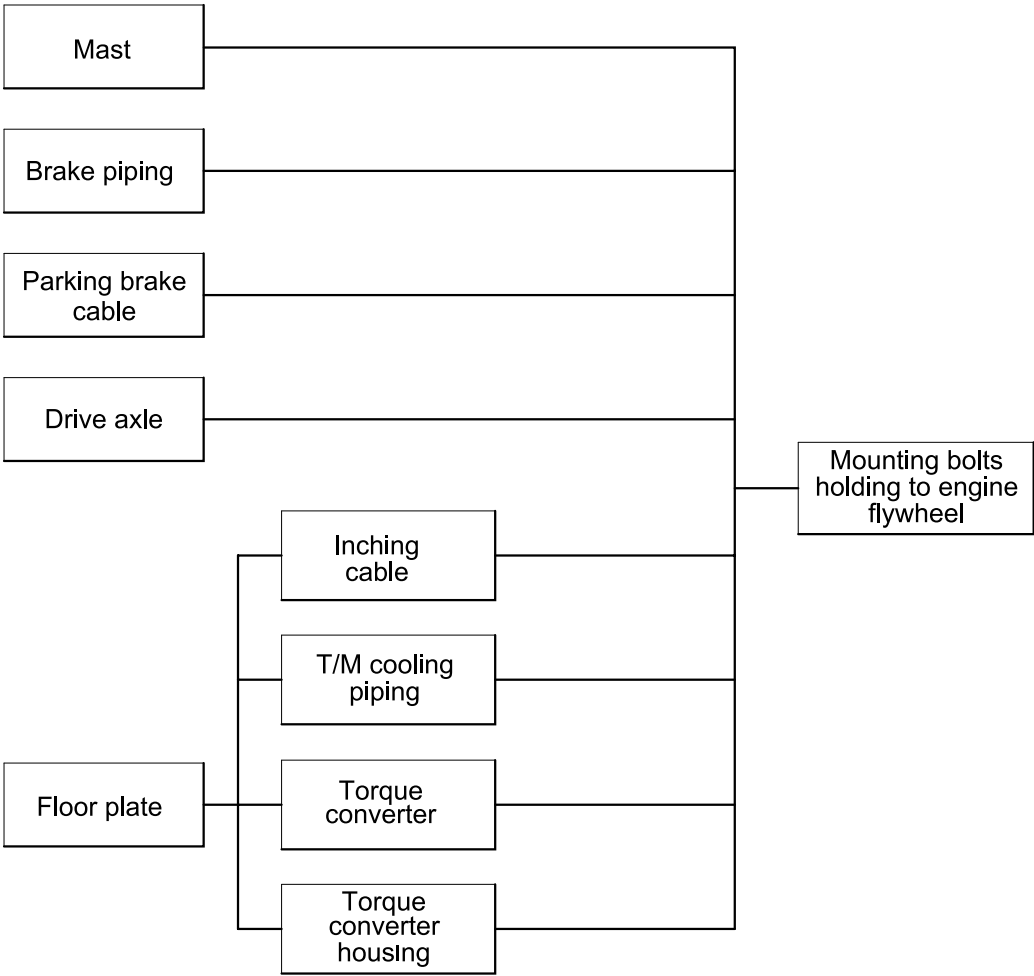 Mast
Brake piping
Parking brake
cable
Drive axle
Mounting bolts
holding to engine
flywheel
Inching
cable
T/M cooling
piping
Floor plate
Torque
converter
Torque
converter
housing